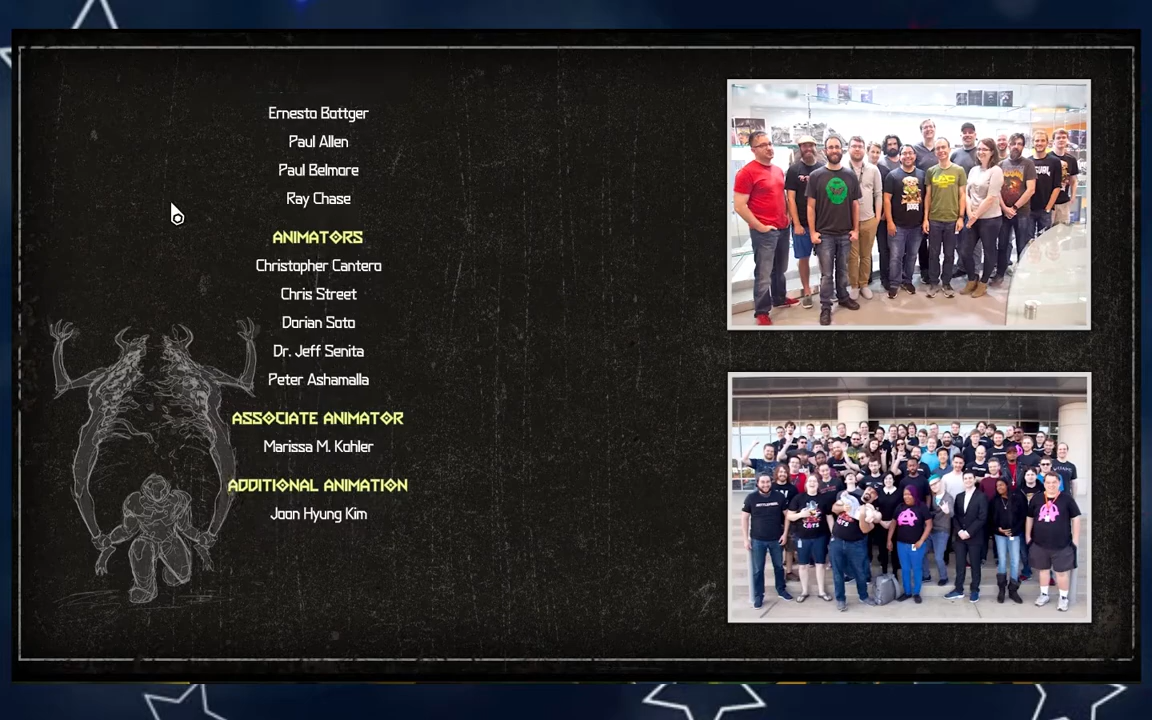 Ernesto Bottger
Paul Allen
Paul Belmore
Ray Chase
ANIMATORS
Christopher Cantero
Chris Street
Dorian Soto
Dr. Jeff Senita
Peter Ashamalla
ASSOCIATE ANIMATOR
Marissa M. Kohler
ADDITIONAL ANIMATION
Joon Hyung Kim